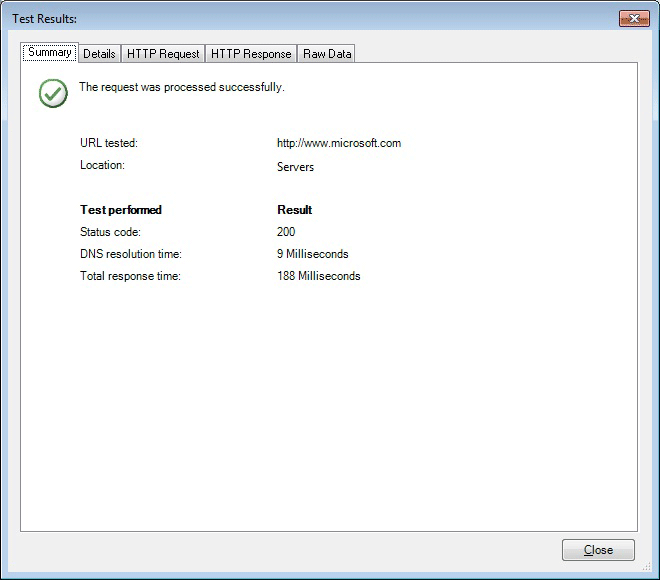 Test Results:
Summary Details HTTP Request HTTP Response Raw Data
The request was processed successfully.
URL tested: http://www.microsoft.com
Location: Servers
Test performed Result
Status code: 200
DNS resolution time: 9 Milliseconds
Total response time: 188 Milliseconds
Close